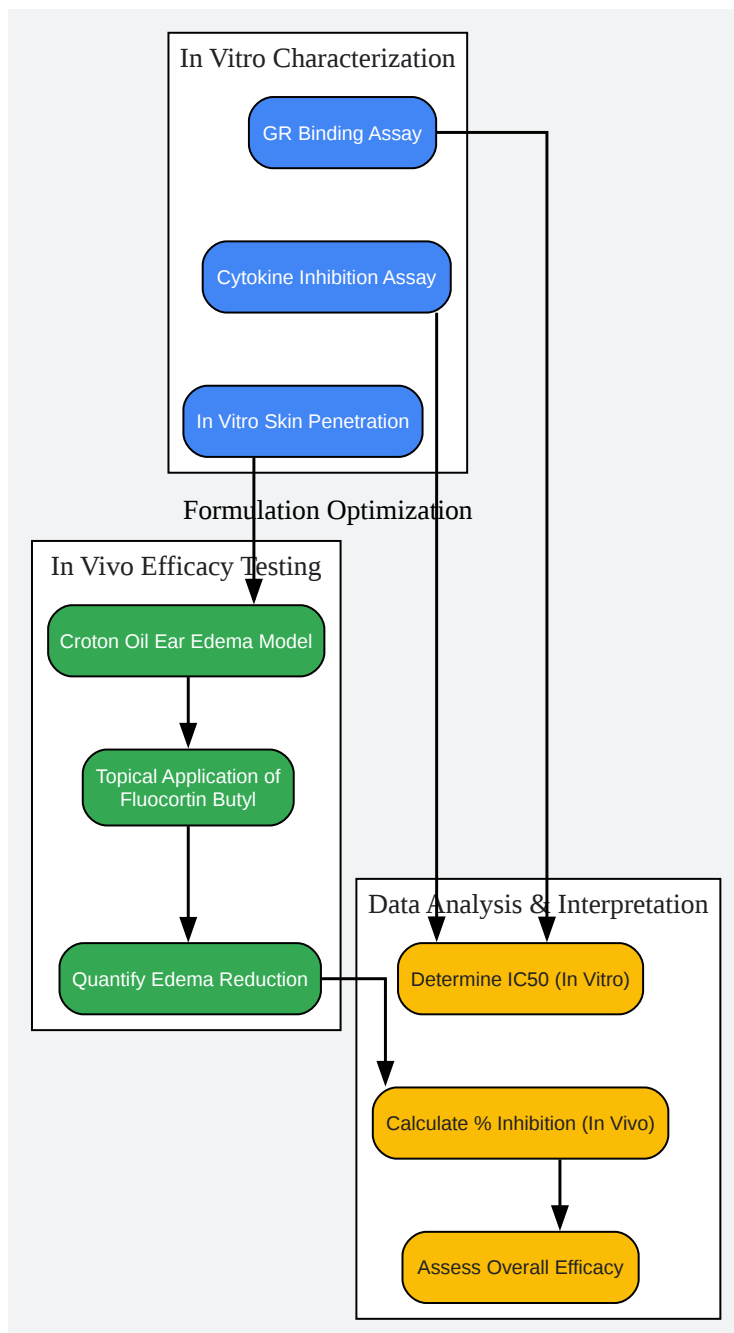 In Vitro Characterization
GR Binding Assay
Cytokine Inhibition Assay
In Vitro Skin Penetration
Formulation Optimization
In Vivo Efficacy Testing
Croton Oil Ear Edema Model
Topical Application of
Fluocortin Butyl
Quantify Edema Reduction
Data Analysis & Interpretation
Determine IC50 (In Vitro)
Calculate % Inhibition (In Vivo)
Assess Overall Efficacy